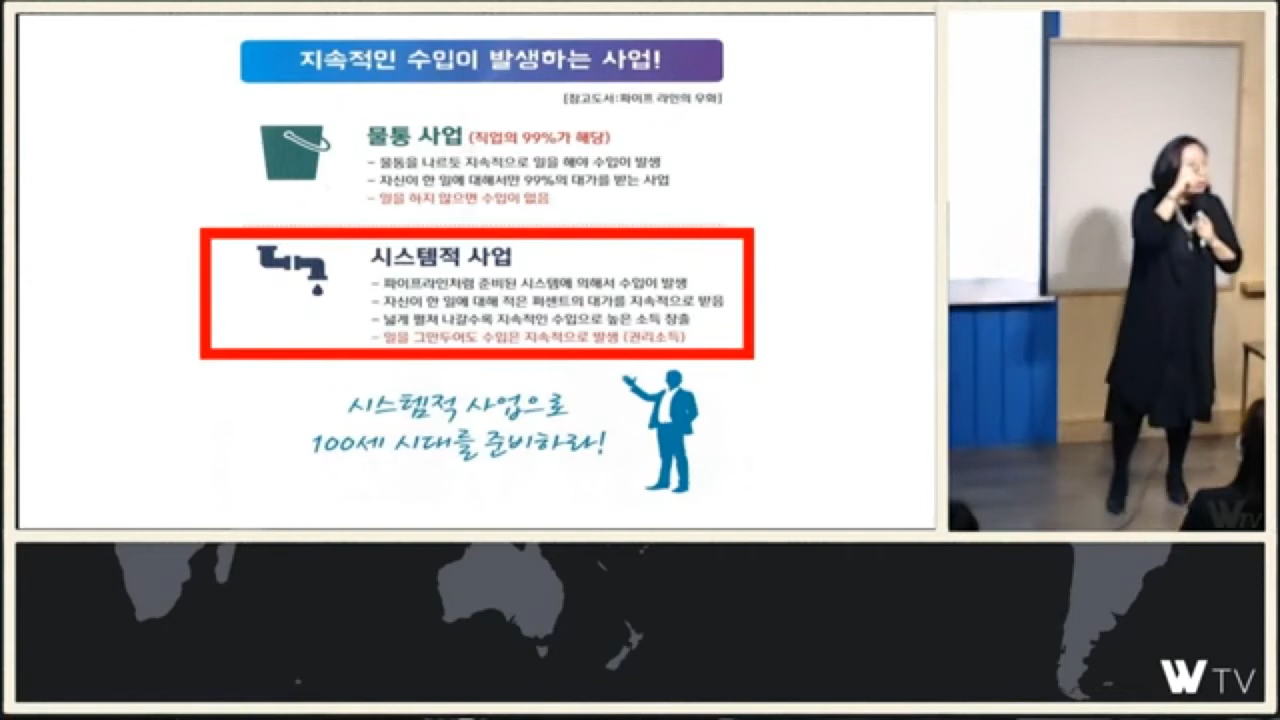 지속적인 수입이 발생하는 사업!
[참고도서:파이프 라인의 우화]
물통 사업 (직업의 99%가 해당)
- 물통을 나르듯 지속적으로 일을 해야 수입이 발생
- 자신이 한 일에 대해서만 99%의 대가를 받는 사업
- 일을 하지 않으면 수입이 없음
시스템적 사업
- 파이프라인처럼 준비된 시스템에 의해서 수입이 발생
- 자신이 한 일에 대해 적은 퍼센트의 대가를 지속적으로 받음
- 넓게 펼쳐 나갈수록 지속적인 수입으로 높은 소득 창출
- 일을 그만두어도 수입은 지속적으로 발생 (권리소득)
시스템적 사업으로
100세 시대를 준비하라!
W TV
W TV